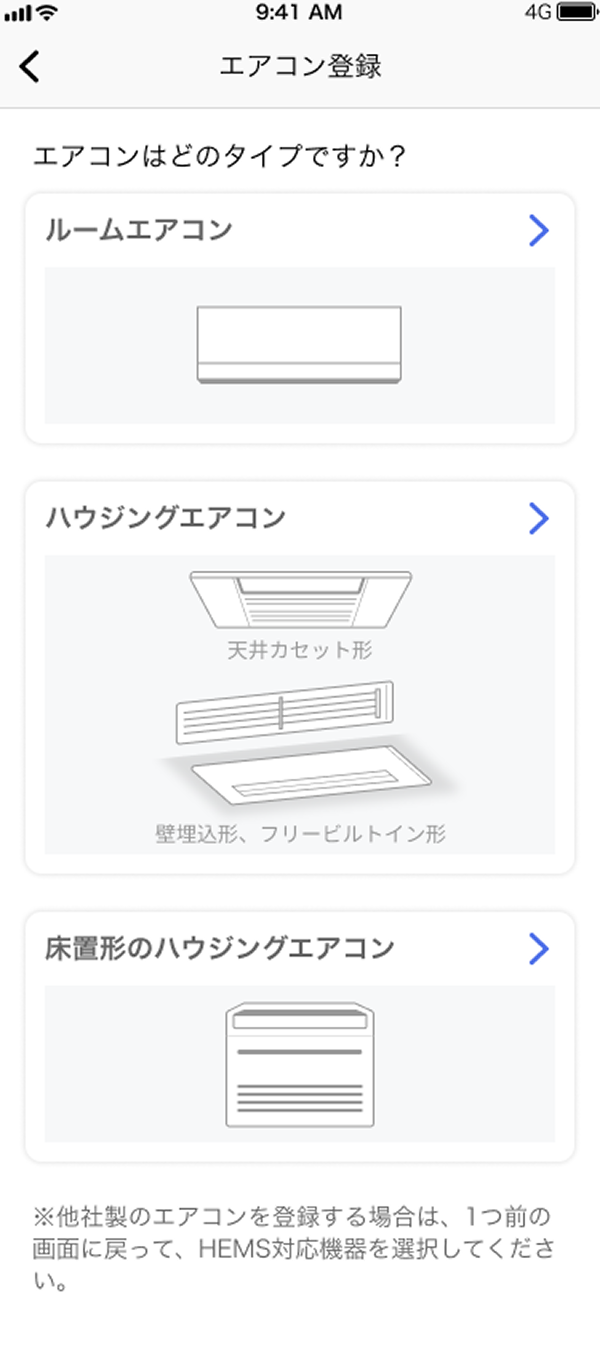 9:41 AM 4G
エアコン登録
エアコンはどのタイプですか？
ルームエアコン
ハウジングエアコン
天井カセット形
壁埋込形、フリービルトイン形
床置形のハウジングエアコン
※他社製のエアコンを登録する場合は、1つ前の
画面に戻って、HEMS対応機器を選択してくださ
い。